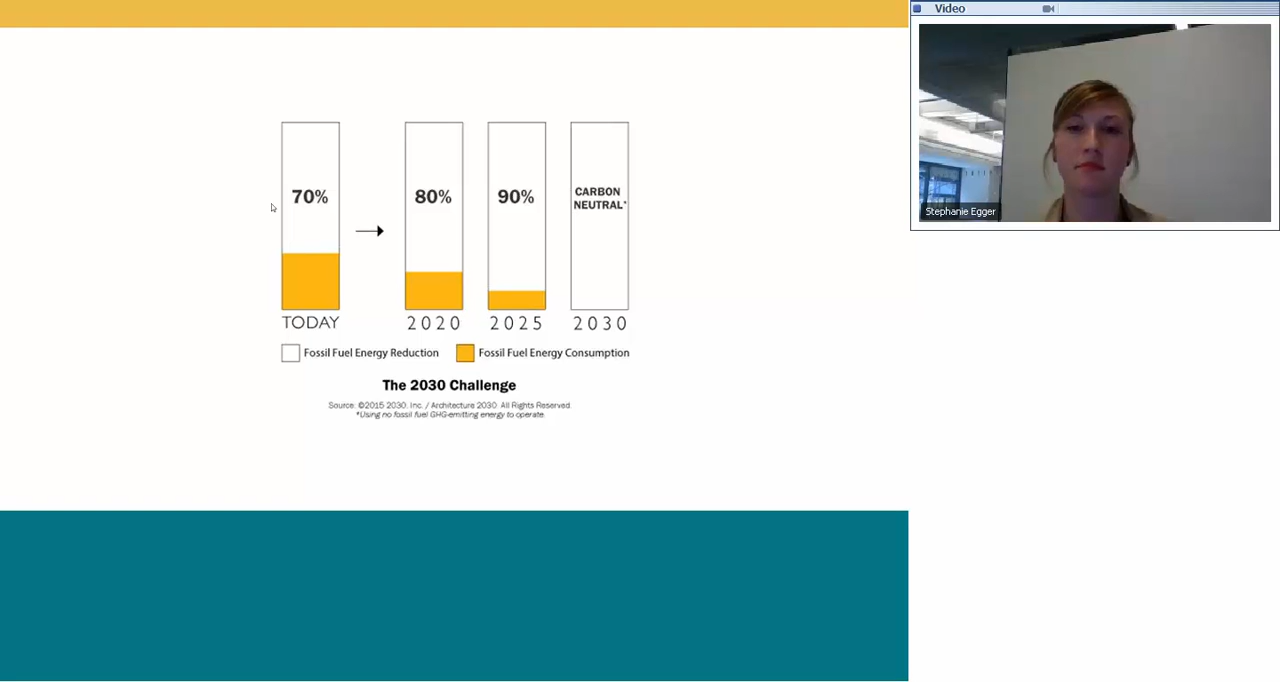 Video
Stephanie Egger
70%
80%
90%
CARBON
NEUTRAL*
TODAY
2020
2025
2030
Fossil Fuel Energy Reduction
Fossil Fuel Energy Consumption
The 2030 Challenge
Source: ©2015 2030, Inc. / Architecture 2030. All Rights Reserved.
*Using no fossil fuel GHG-emitting energy to operate.